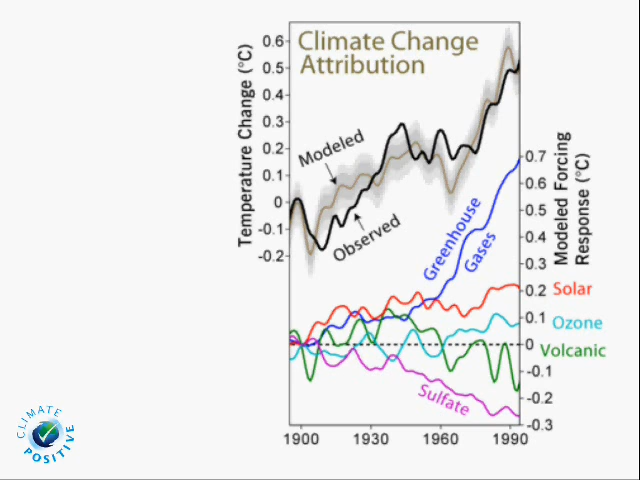 Climate Change
Attribution
Temperature Change (°C)
0.6
0.5
0.4
0.3
0.2
0.1
0
-0.1
-0.2
Modeled
Observed
Greenhouse
Gases
Modeled Forcing
Response (°C)
0.7
0.6
0.5
0.4
0.3
0.2
0.1
0
-0.1
-0.2
-0.3
Solar
Ozone
Volcanic
Sulfate
1900 1930 1960 1990
CLIMATE
POSITIVE